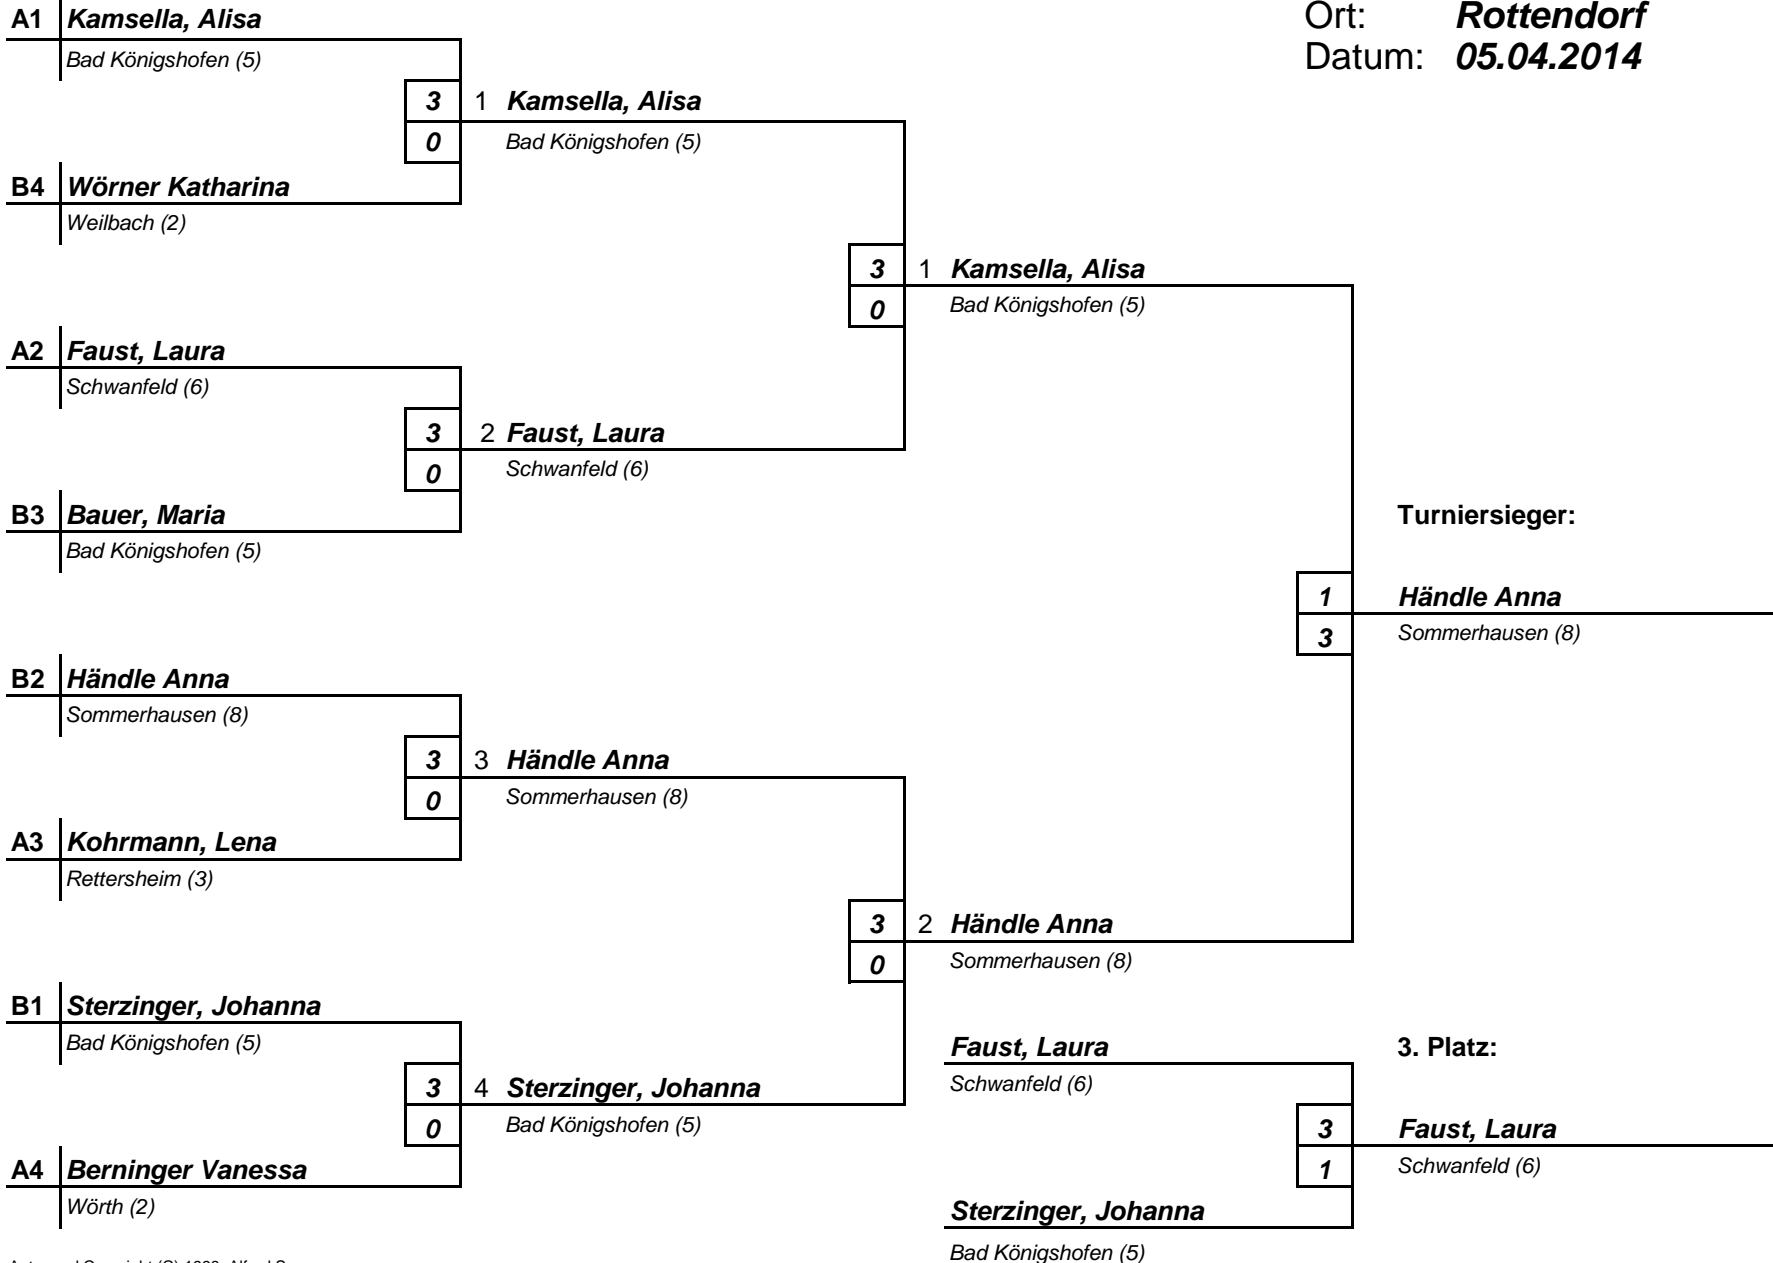 A1 Kamsella, Alisa
Bad Königshofen (5)
Ort: Rottendorf
Datum: 05.04.2014
3 1 Kamsella, Alisa
0 Bad Königshofen (5)
B4 Wörner Katharina
Weilbach (2)
3 1 Kamsella, Alisa
0 Bad Königshofen (5)
A2 Faust, Laura
Schwanfeld (6)
3 2 Faust, Laura
0 Schwanfeld (6)
B3 Bauer, Maria
Bad Königshofen (5)
Turniersieger:
1 Händle Anna
3 Sommerhausen (8)
B2 Händle Anna
Sommerhausen (8)
3 3 Händle Anna
0 Sommerhausen (8)
A3 Kohrmann, Lena
Rettersheim (3)
3 2 Händle Anna
0 Sommerhausen (8)
B1 Sterzinger, Johanna
Bad Königshofen (5)
Faust, Laura
Schwanfeld (6)
3. Platz:
3 4 Sterzinger, Johanna
0 Bad Königshofen (5)
3 Faust, Laura
1 Schwanfeld (6)
A4 Berninger Vanessa
Wörth (2)
Sterzinger, Johanna
Bad Königshofen (5)